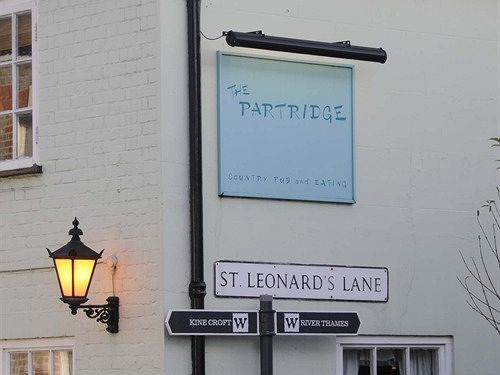 THE
PARTRIDGE
COUNTRY PUB and EATING
ST. LEONARD'S LANE
KINE CROFT W
W RIVER THAMES